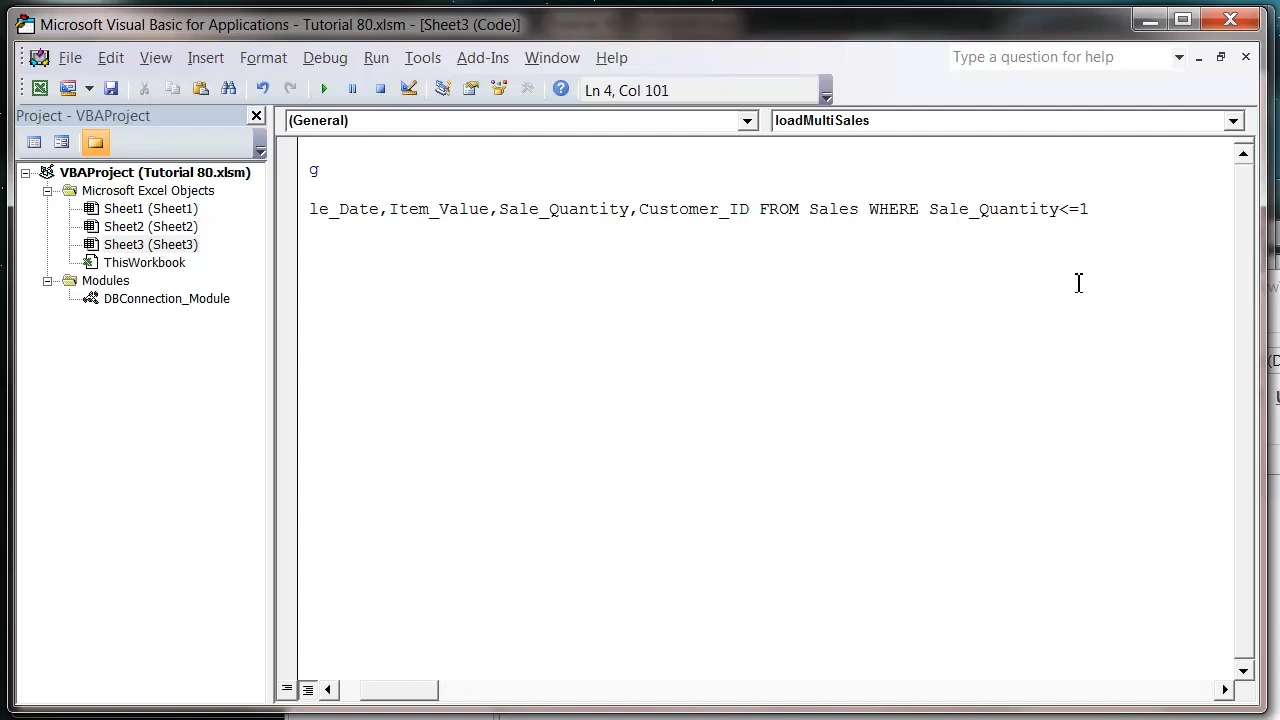 Microsoft Visual Basic for Applications - Tutorial 80.xlsm - [Sheet3 (Code)]
File Edit View Insert Format Debug Run Tools Add-Ins Window Help
Type a question for help
Ln 4, Col 101
Project - VBAProject
(General)
loadMultiSales
VBAProject (Tutorial 80.xlsm)
Microsoft Excel Objects
Sheet1 (Sheet1)
Sheet2 (Sheet2)
Sheet3 (Sheet3)
ThisWorkbook
Modules
DBConnection_Module
g
le_Date,Item_Value,Sale_Quantity,Customer_ID FROM Sales WHERE Sale_Quantity<=1